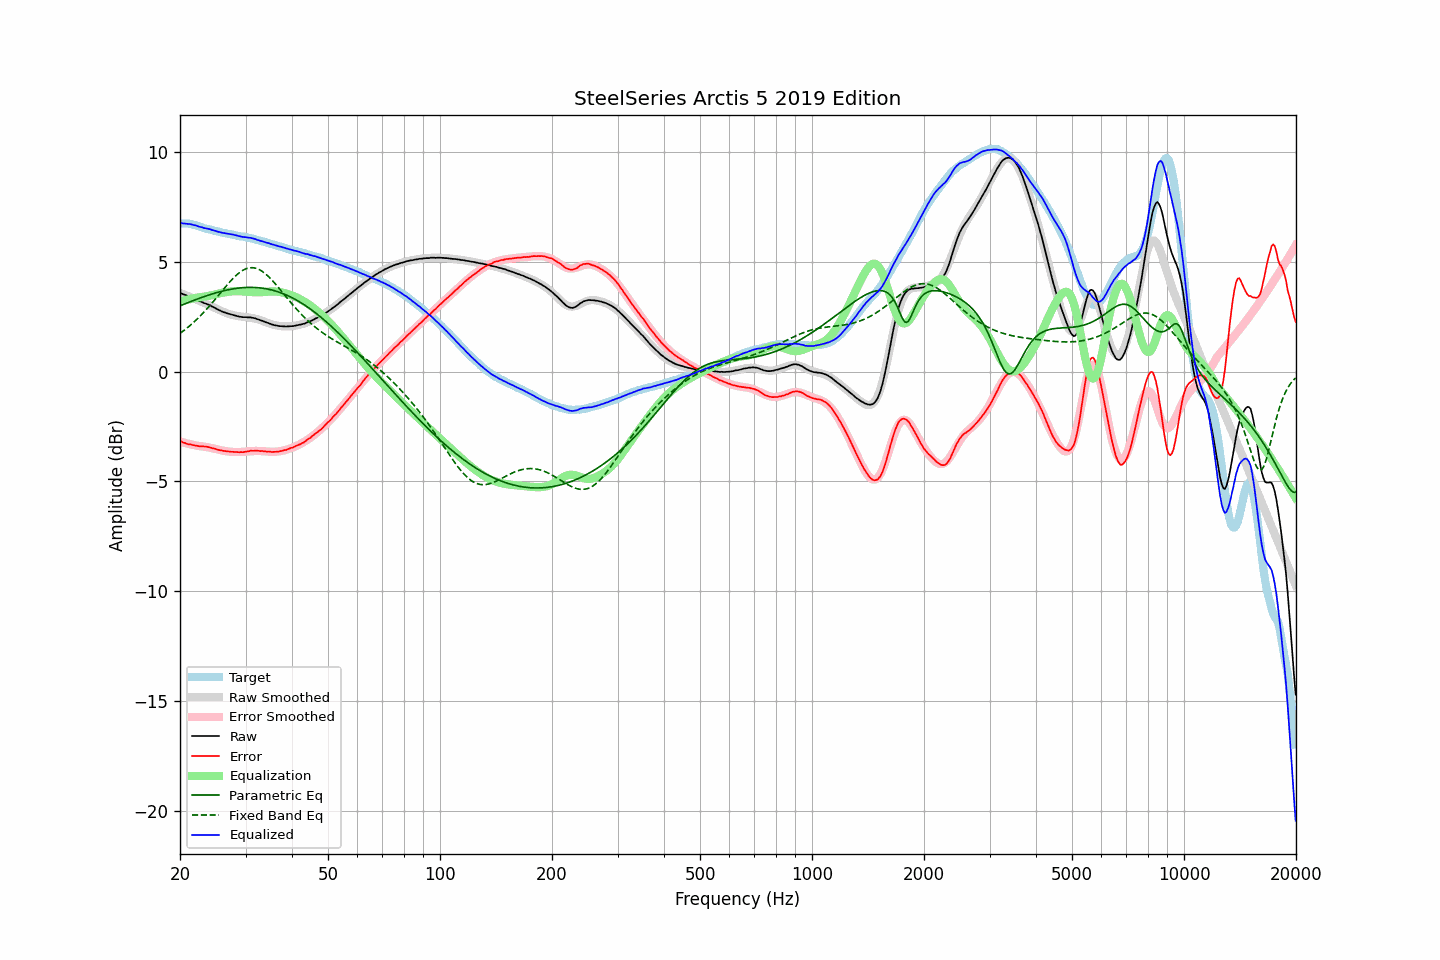 SteelSeries Arctis 5 2019 Edition
Amplitude (dBr)
10
5
0
−5
−10
−15
−20
Target
Raw Smoothed
Error Smoothed
Raw
Error
Equalization
Parametric Eq
Fixed Band Eq
Equalized
20
50
100
200
500
1000
2000
5000
10000
20000
Frequency (Hz)